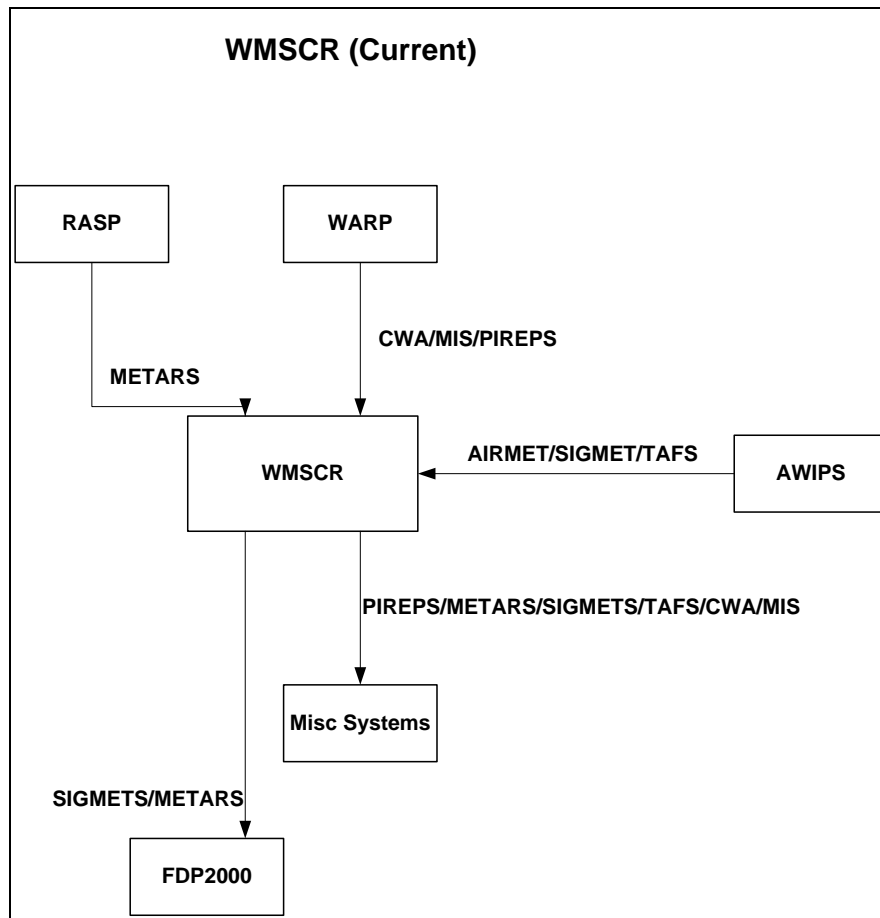 WMSCR (Current)
RASP
WARP
CWA/MIS/PIREPS
METARS
AIRMET/SIGMET/TAFS
WMSCR
AWIPS
PIREPS/METARS/SIGMETS/TAFS/CWA/MIS
Misc Systems
SIGMETS/METARS
FDP2000